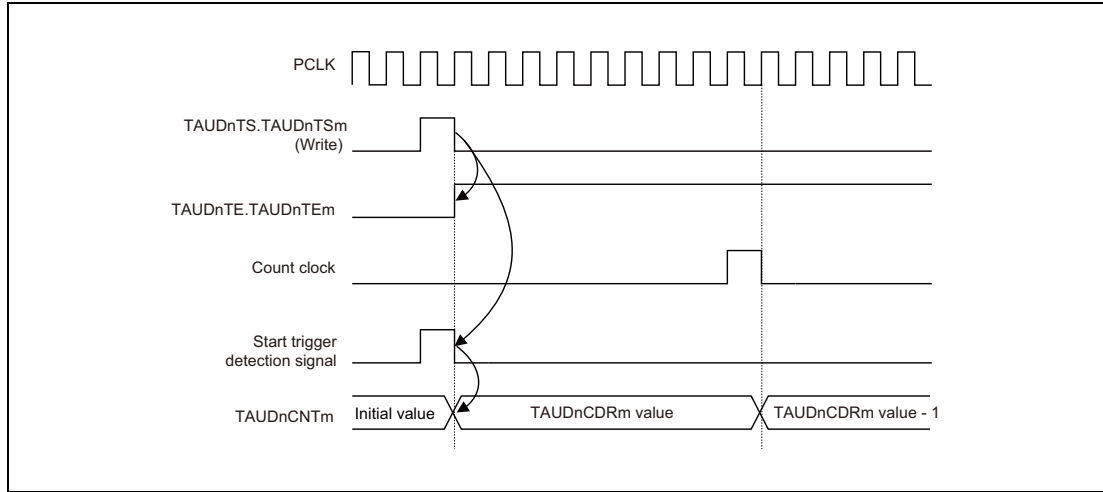 PCLK
TAUDnTS.TAUDnTSm
(Write)
TAUDnTE.TAUDnTEm
Count clock
Start trigger
detection signal
TAUDnCNTm
Initial value
TAUDnCDRm value
TAUDnCDRm value - 1